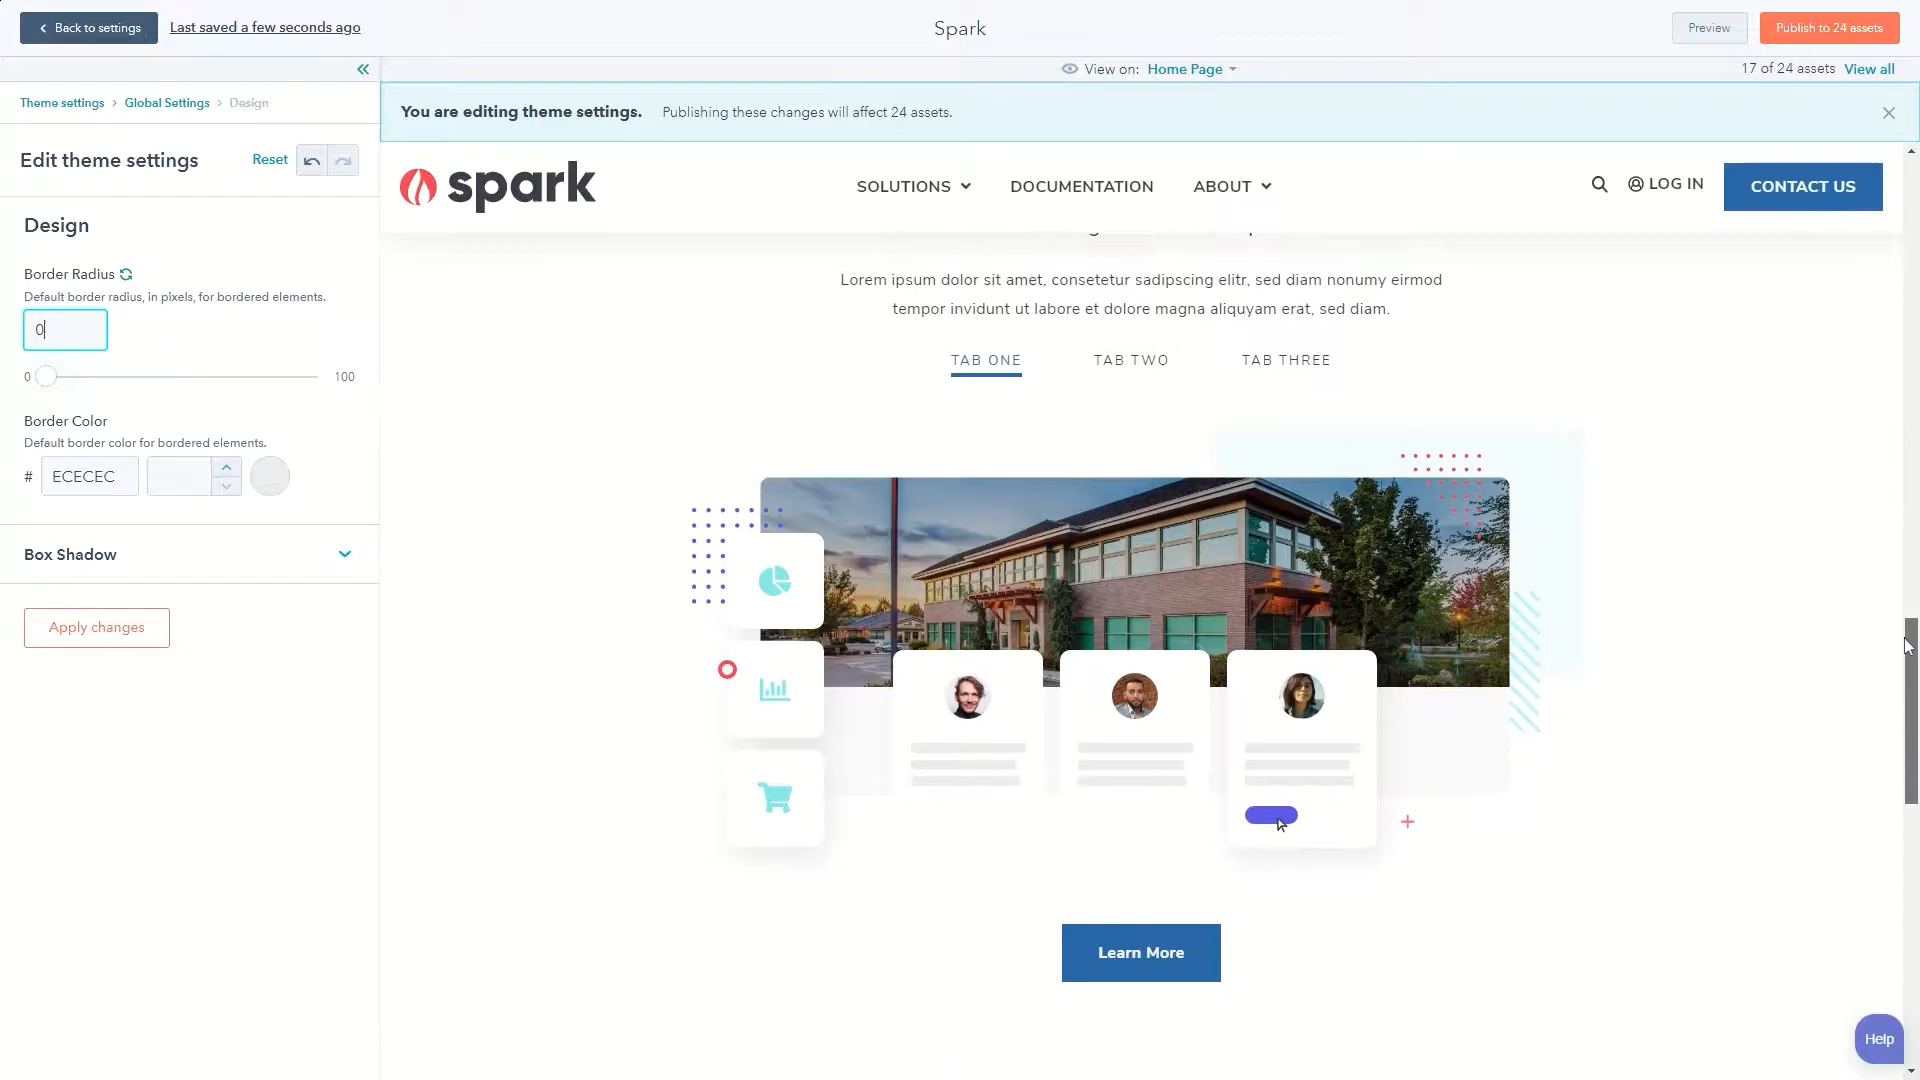 Back to settings
Last saved a few seconds ago
Spark
Preview
Publish to 24 assets
View on: Home Page
17 of 24 assets View all
Theme settings > Global Settings > Design
You are editing theme settings. Publishing these changes will affect 24 assets.
Edit theme settings
Reset
spark
SOLUTIONS
DOCUMENTATION
ABOUT
LOG IN
CONTACT US
Design
Border Radius
Default border radius, in pixels, for bordered elements.
0
0
100
Border Color
Default border color for bordered elements.
# ECECEC
Box Shadow
Apply changes
Lorem ipsum dolor sit amet, consetetur sadipscing elitr, sed diam nonumy eirmod
tempor invidunt ut labore et dolore magna aliquyam erat, sed diam.
TAB ONE
TAB TWO
TAB THREE
Learn More
Help